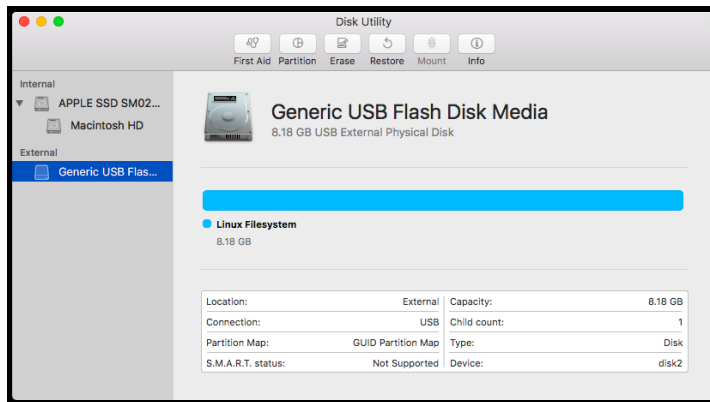 Disk Utility
First Aid Partition Erase Restore Mount Info
Internal
APPLE SSD SM02...
Macintosh HD
External
Generic USB Flas...
Generic USB Flash Disk Media
8.18 GB USB External Physical Disk
Linux Filesystem
8.18 GB
Location: External Capacity: 8.18 GB
Connection: USB Child count: 1
Partition Map: GUID Partition Map Type: Disk
S.M.A.R.T. status: Not Supported Device: disk2